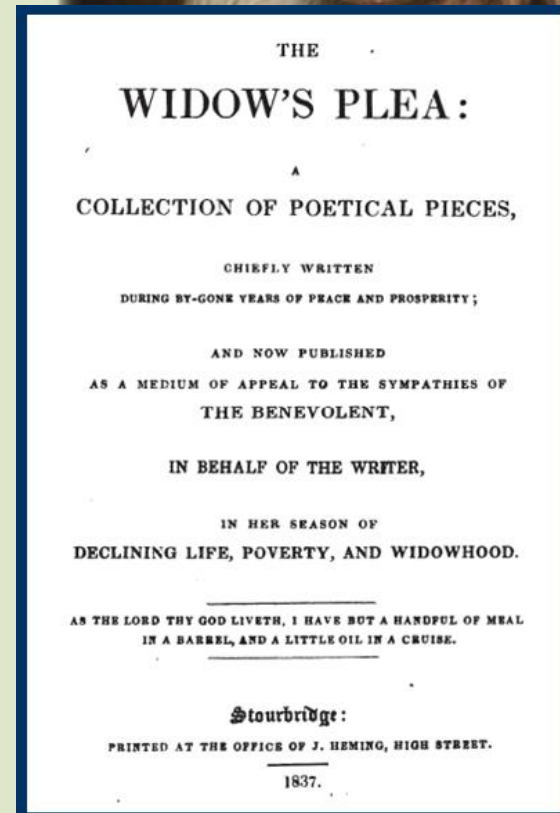 THE
WIDOW'S PLEA:
A
COLLECTION OF POETICAL PIECES,
CHIEFLY WRITTEN
DURING BY-GONE YEARS OF PEACE AND PROSPERITY;
AND NOW PUBLISHED
AS A MEDIUM OF APPEAL TO THE SYMPATHIES OF
THE BENEVOLENT,
IN BEHALF OF THE WRITER,
IN HER SEASON OF
DECLINING LIFE, POVERTY, AND WIDOWHOOD.
AS THE LORD THY GOD LIVETH, I HAVE BUT A HANDFUL OF MEAL
IN A BARREL, AND A LITTLE OIL IN A CRUISE.
Stourbridge:
PRINTED AT THE OFFICE OF J. HEMING, HIGH STREET.
1837.